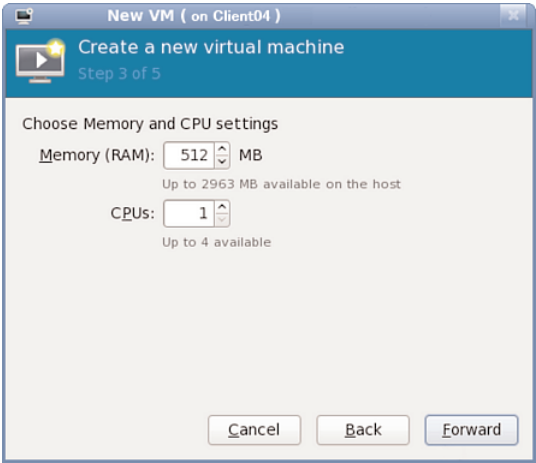 New VM ( on Client04 )
Create a new virtual machine
Step 3 of 5
Choose Memory and CPU settings
Memory (RAM): 512 MB
Up to 2963 MB available on the host
CPUs: 1
Up to 4 available
Cancel Back Forward